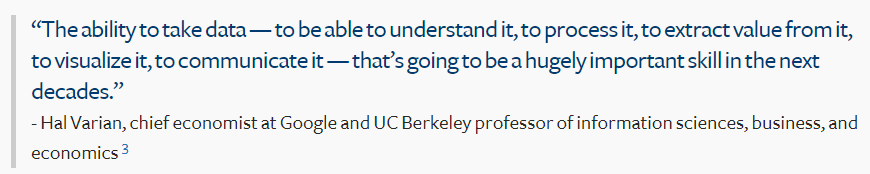 “The ability to take data — to be able to understand it, to process it, to extract value from it,
to visualize it, to communicate it — that’s going to be a hugely important skill in the next
decades.”
- Hal Varian, chief economist at Google and UC Berkeley professor of information sciences, business, and
economics 3